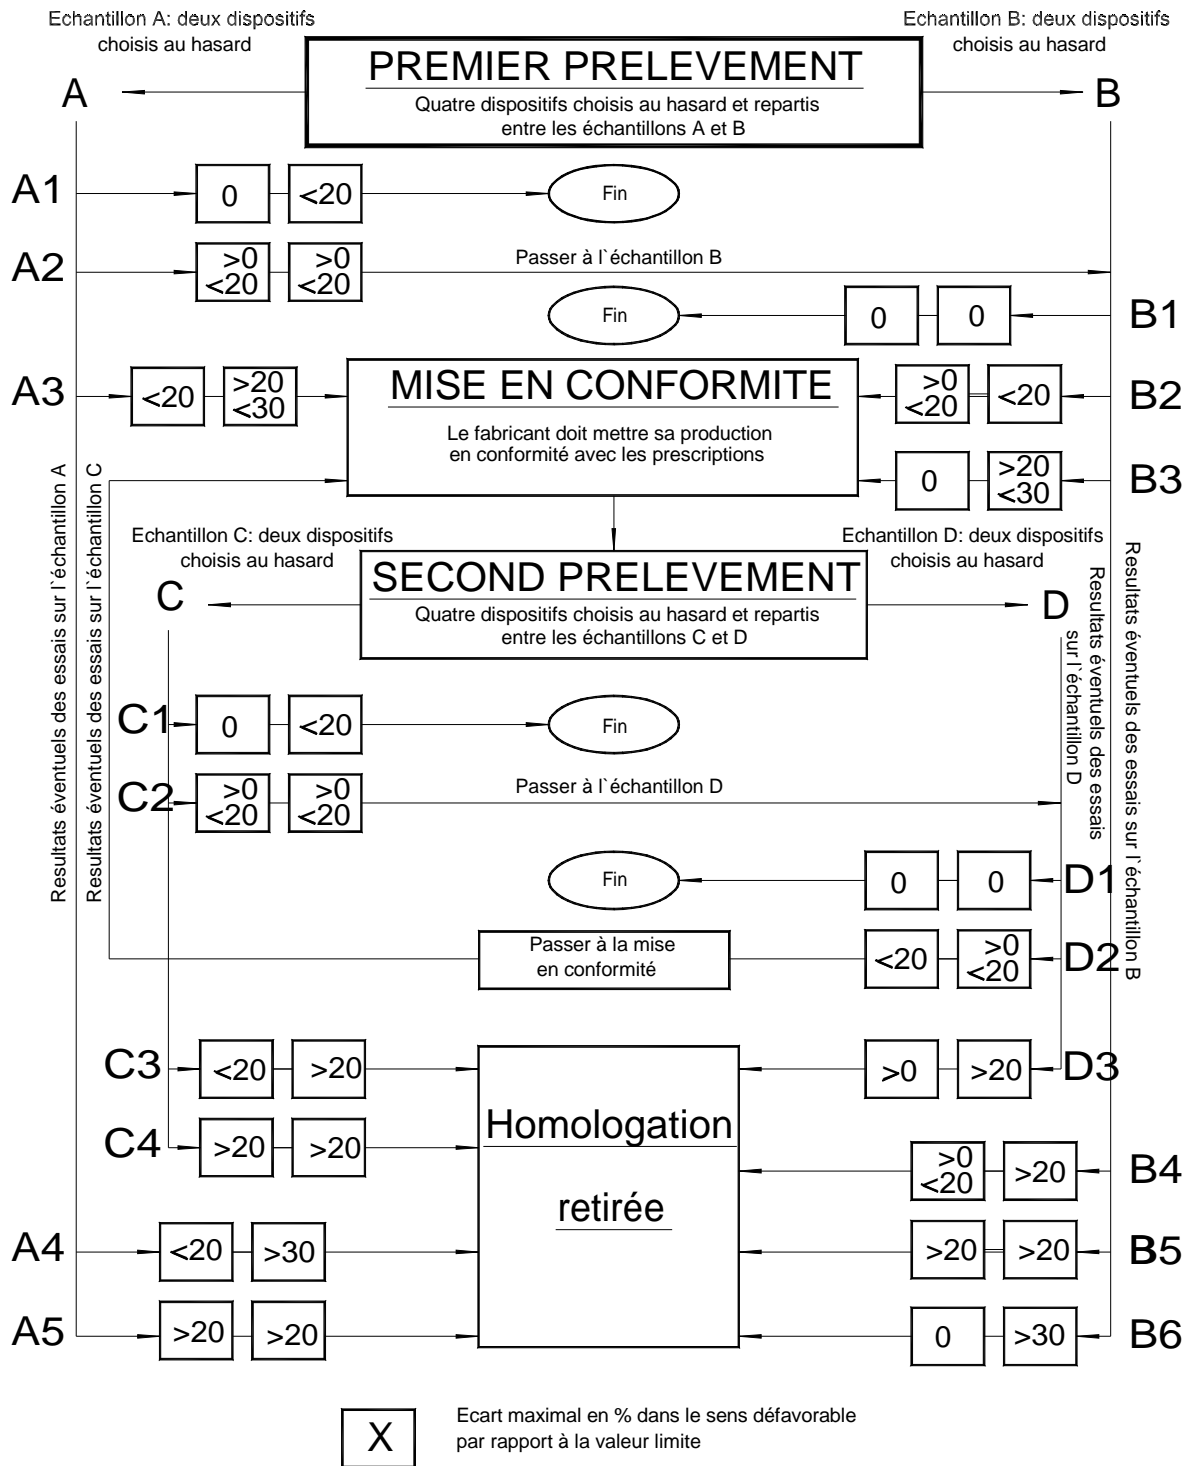 Echantillon A: deux dispositifs
choisis au hasard
Echantillon B: deux dispositifs
choisis au hasard
PREMIER PRELEVEMENT
Quatre dispositifs choisis au hasard et repartis
entre les échantillons A et B
A
B
A1
0
<20
Fin
A2
>0
<20
>0
<20
Passer à l`échantillon B
Fin
0
0
B1
A3
<20
>20
<30
MISE EN CONFORMITE
Le fabricant doit mettre sa production
en conformité avec les prescriptions
>0
<20
<20
B2
0
>20
<30
B3
Resultats éventuels des essais sur l`échantillon A
Resultats éventuels des essais sur l`échantillon C
Echantillon C: deux dispositifs
choisis au hasard
Echantillon D: deux dispositifs
choisis au hasard
SECOND PRELEVEMENT
Quatre dispositifs choisis au hasard et repartis
entre les échantillons C et D
C
D
Resultats éventuels des essais
sur l`échantillon D
Resultats éventuels des essais sur l`échantillon B
C1
0
<20
Fin
C2
>0
<20
>0
<20
Passer à l`échantillon D
Fin
0
0
D1
Passer à la mise
en conformité
<20
>0
<20
D2
C3
<20
>20
Homologation
retirée
>0
>20
D3
C4
>20
>20
>0
<20
>20
B4
A4
<20
>30
>20
>20
B5
A5
>20
>20
0
>30
B6
X
Ecart maximal en % dans le sens défavorable
par rapport à la valeur limite